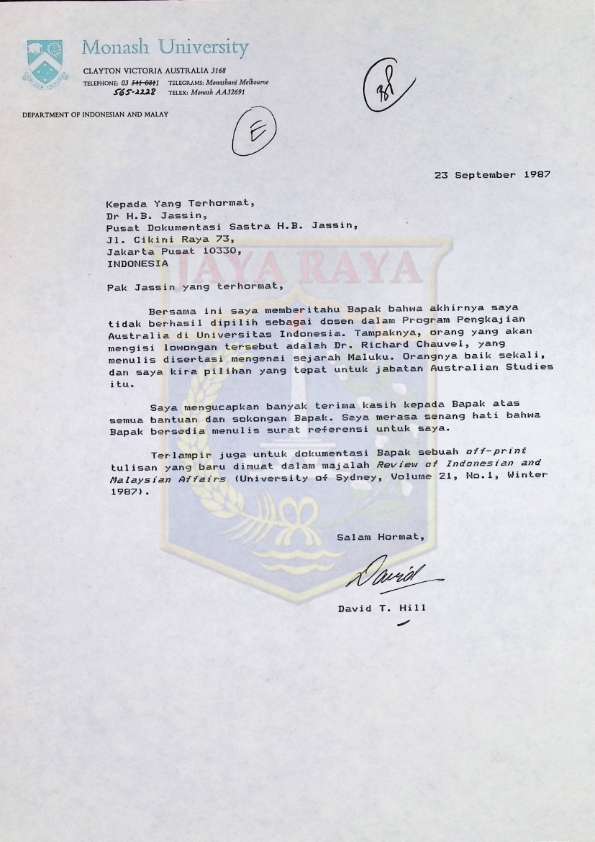 Monash University
CLAYTON VICTORIA AUSTRALIA 3168
TELEPHONE: 03 541 0811 TELEGRAMS: Monashuni Melbourne
565-2228 TELEX: Monash AA32691
DEPARTMENT OF INDONESIAN AND MALAY
E
23 September 1987
Kepada Yang Terhormat,
Dr H.B. Jassin,
Pusat Dokumentasi Sastra H.B. Jassin,
Jl. Cikini Raya 73,
Jakarta Pusat 10330,
INDONESIA
JAYA RAYA
Pak Jassin yang terhormat,
Bersama ini saya memberitahu Bapak bahwa akhirnya saya
tidak berhasil dipilih sebagai dosen dalam Program Pengkajian
Australia di Universitas Indonesia. Tampaknya, orang yang akan
mengisi lowongan tersebut adalah Dr. Richard Chauvel, yang
menulis disertasi mengenai sejarah Maluku. Orangnya baik sekali,
dan saya kira pilihan yang tepat untuk jabatan Australian Studies
itu.
Saya mengucapkan banyak terima kasih kepada Bapak atas
semua bantuan dan sokongan Bapak. Saya merasa senang hati bahwa
Bapak bersedia menulis surat referensi untuk saya.
Terlampir juga untuk dokumentasi Bapak sebuah off-print
tulisan yang baru dimuat dalam majalah Review of Indonesian and
Malaysian Affairs (University of Sydney, Volume 21, No.1, Winter
1987).
Salam Hormat,
David
David T. Hill